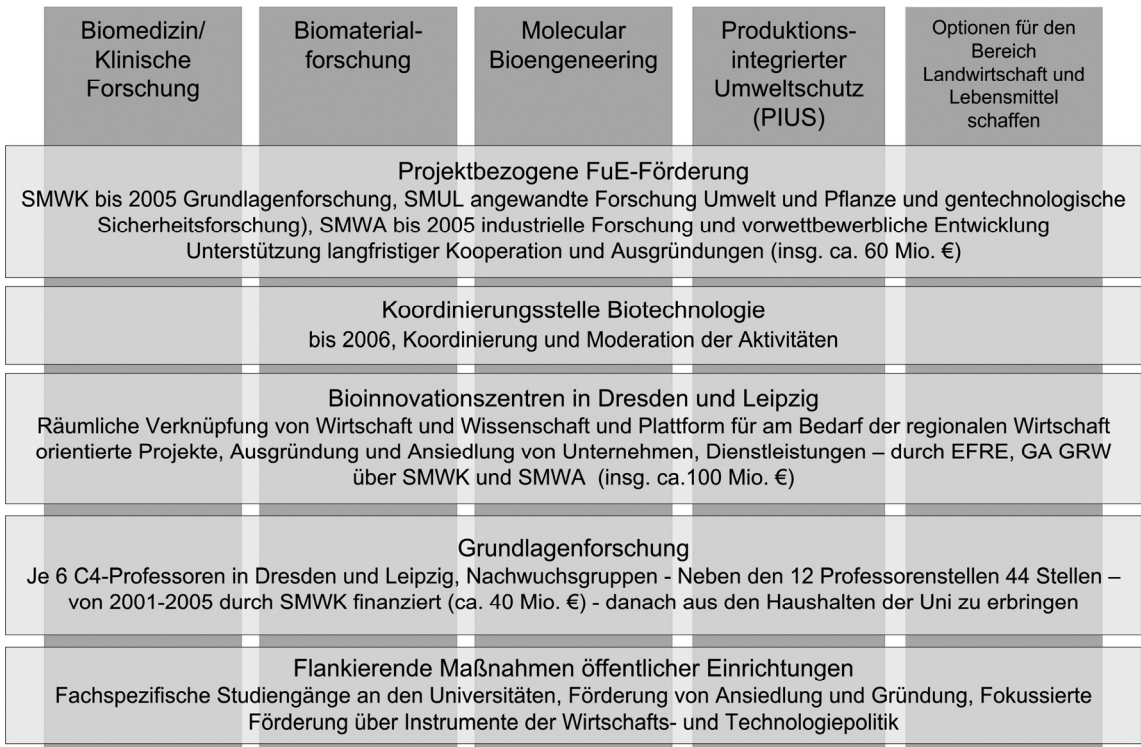 Biomedizin/
Klinische
Forschung
Biomaterial-
forschung
Molecular
Bioengeneering
Produktions-
integrierter
Umweltschutz
(PIUS)
Optionen für den
Bereich
Landwirtschaft und
Lebensmittel
schaffen
Projektbezogene FuE-Förderung
SMWK bis 2005 Grundlagenforschung, SMUL angewandte Forschung Umwelt und Pflanze und gentechnologische
Sicherheitsforschung), SMWA bis 2005 industrielle Forschung und vorwettbewerbliche Entwicklung
Unterstützung langfristiger Kooperation und Ausgründungen (insg. ca. 60 Mio. €)
Koordinierungsstelle Biotechnologie
bis 2006, Koordinierung und Moderation der Aktivitäten
Bioinnovationszentren in Dresden und Leipzig
Räumliche Verknüpfung von Wirtschaft und Wissenschaft und Plattform für am Bedarf der regionalen Wirtschaft
orientierte Projekte, Ausgründung und Ansiedlung von Unternehmen, Dienstleistungen – durch EFRE, GA GRW
über SMWK und SMWA (insg. ca.100 Mio. €)
Grundlagenforschung
Je 6 C4-Professoren in Dresden und Leipzig, Nachwuchsgruppen - Neben den 12 Professorenstellen 44 Stellen –
von 2001-2005 durch SMWK finanziert (ca. 40 Mio. €) - danach aus den Haushalten der Uni zu erbringen
Flankierende Maßnahmen öffentlicher Einrichtungen
Fachspezifische Studiengänge an den Universitäten, Förderung von Ansiedlung und Gründung, Fokussierte
Förderung über Instrumente der Wirtschafts- und Technologiepolitik